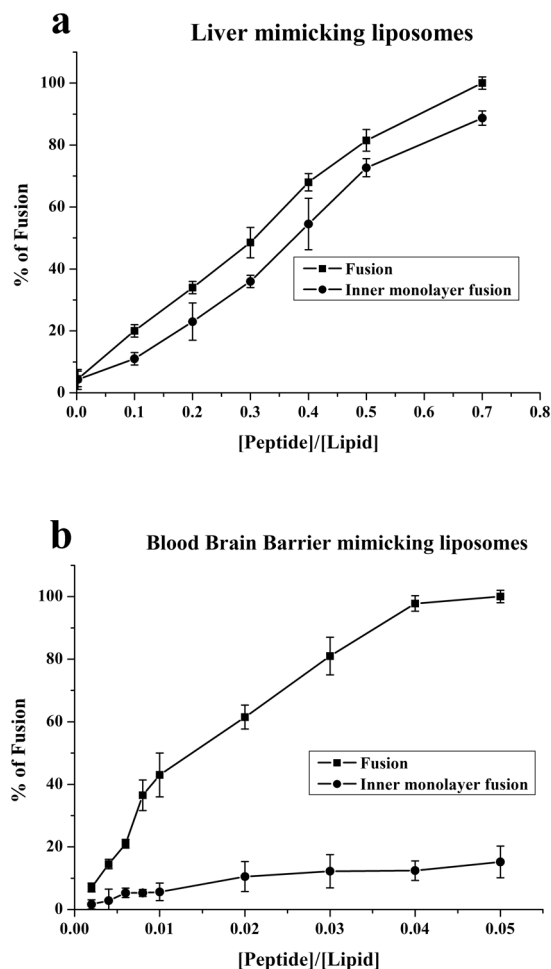 a
Liver mimicking liposomes
100
80
60
40
20
0
% of Fusion
Fusion
Inner monolayer fusion
0.0 0.1 0.2 0.3 0.4 0.5 0.6 0.7 0.8
[Peptide]/[Lipid]
b
Blood Brain Barrier mimicking liposomes
100
80
60
40
20
0
% of Fusion
Fusion
Inner monolayer fusion
0.00 0.01 0.02 0.03 0.04 0.05
[Peptide]/[Lipid]